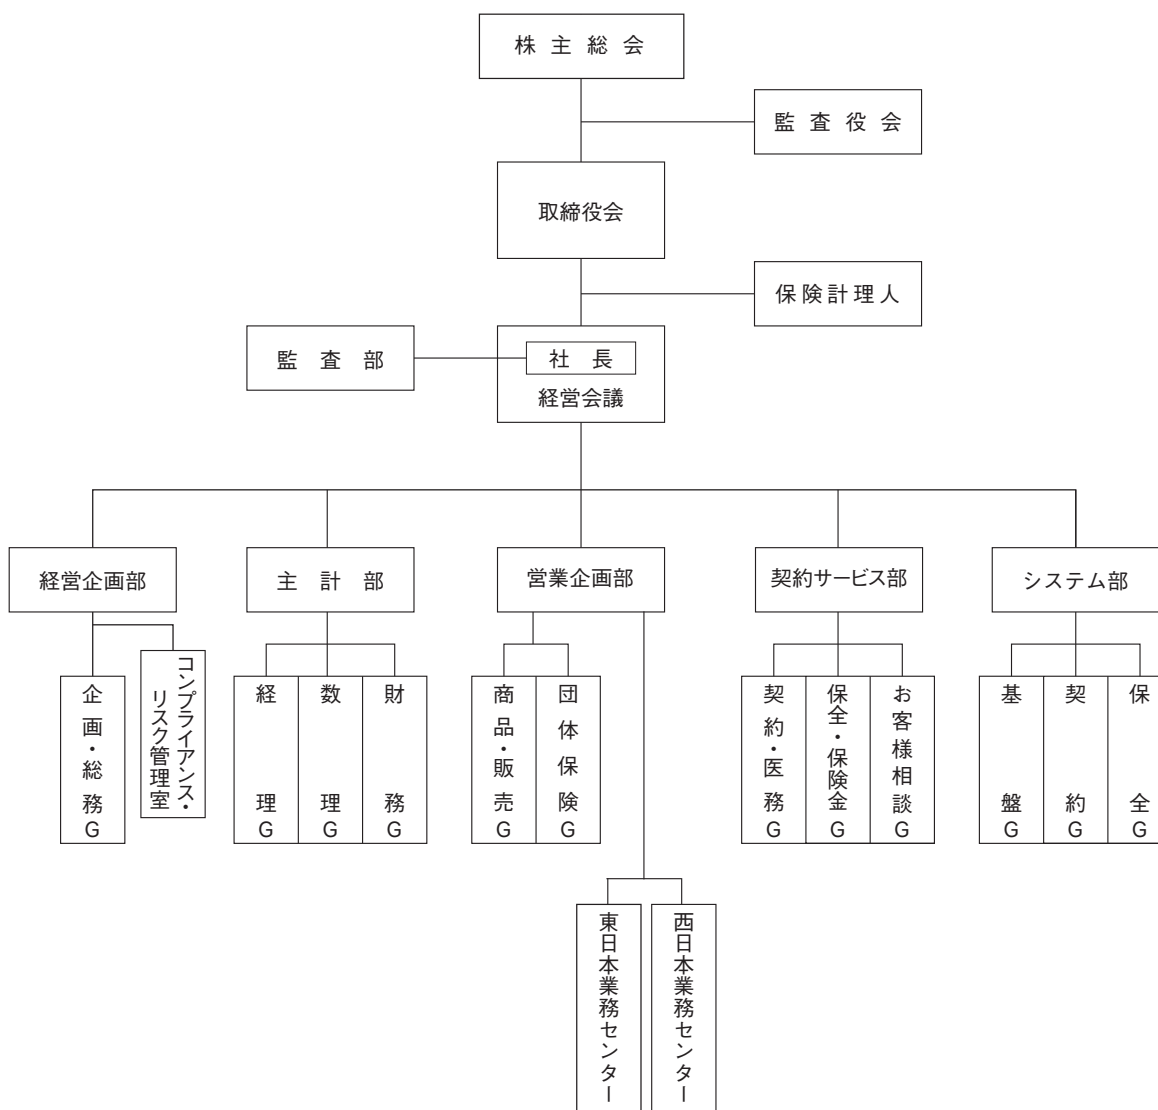 株主総会
監査役会
取締役会
保険計理人
監査部
社長
経営会議
経営企画部
主計部
営業企画部
契約サービス部
システム部
企画・総務G
コンプライアンス・
リスク管理室
経理G
数理G
財務G
商品・販売G
団体保険G
契約・医務G
保全・保険金G
お客様相談G
基盤G
契約G
保全G
東日本業務センター
西日本業務センター